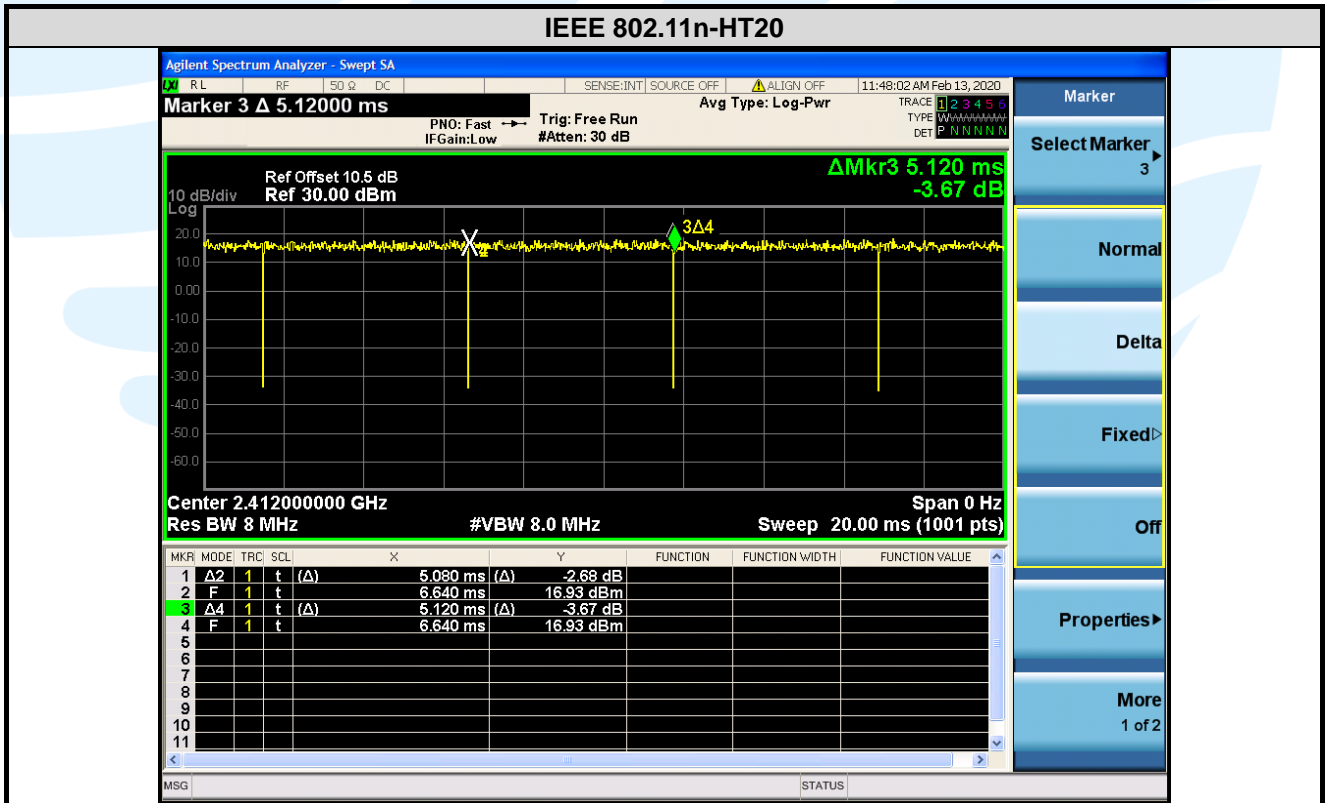 IEEE 802.11n-HT20
Agilent Spectrum Analyzer - Swept SA
LXI RL RF 50 Ω DC SENSE:INT SOURCE OFF ALIGN OFF 11:48:02 AM Feb 13, 2020
Marker 3 Δ 5.12000 ms
PNO: Fast
IFGain:Low
Trig: Free Run
#Atten: 30 dB
Avg Type: Log-Pwr
TRACE 1 2 3 4 5 6
TYPE WWWWWW
DET P N N N N N
ΔMkr3 5.120 ms
-3.67 dB
Ref Offset 10.5 dB
10 dB/div Ref 30.00 dBm
Log
3Δ4
20.0
10.0
0.00
-10.0
-20.0
-30.0
-40.0
-50.0
-60.0
Center 2.412000000 GHz Span 0 Hz
Res BW 8 MHz #VBW 8.0 MHz Sweep 20.00 ms (1001 pts)
MKR MODE TRC SCL X Y FUNCTION FUNCTION WIDTH FUNCTION VALUE
1 Δ2 1 t (Δ) 5.080 ms (Δ) -2.68 dB
2 F 1 t 6.640 ms 16.93 dBm
3 Δ4 1 t (Δ) 5.120 ms (Δ) -3.67 dB
4 F 1 t 6.640 ms 16.93 dBm
5
6
7
8
9
10
11
MSG STATUS
Marker
Select Marker
3
Normal
Delta
Fixed
Off
Properties
More
1 of 2